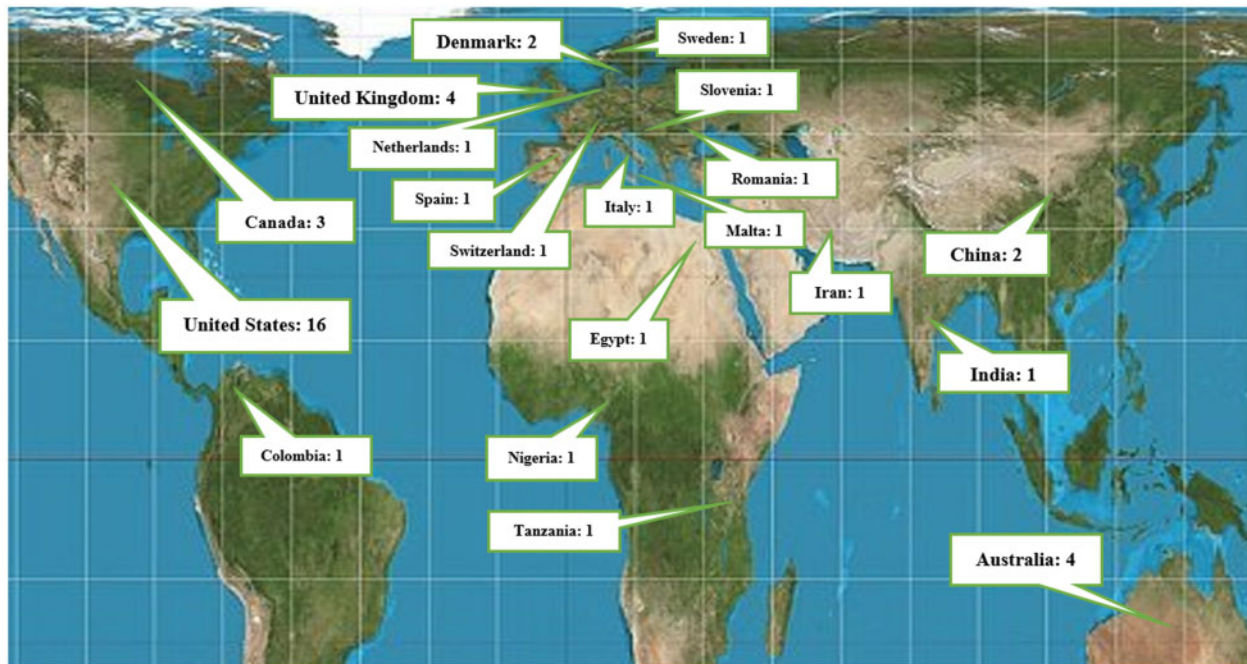 Denmark: 2
Sweden: 1
United Kingdom: 4
Slovenia: 1
Netherlands: 1
Spain: 1
Italy: 1
Romania: 1
Canada: 3
Switzerland: 1
Malta: 1
China: 2
Iran: 1
United States: 16
Egypt: 1
India: 1
Colombia: 1
Nigeria: 1
Tanzania: 1
Australia: 4